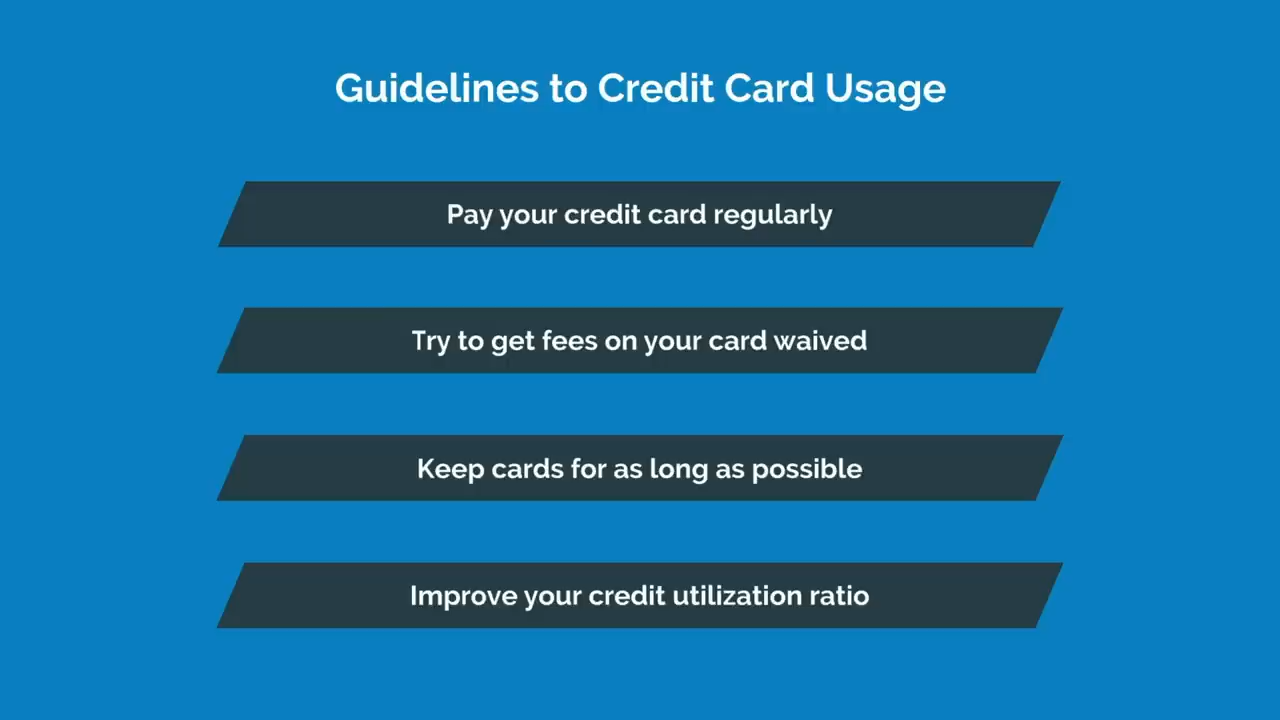 Guidelines to Credit Card Usage
Pay your credit card regularly
Try to get fees on your card waived
Keep cards for as long as possible
Improve your credit utilization ratio